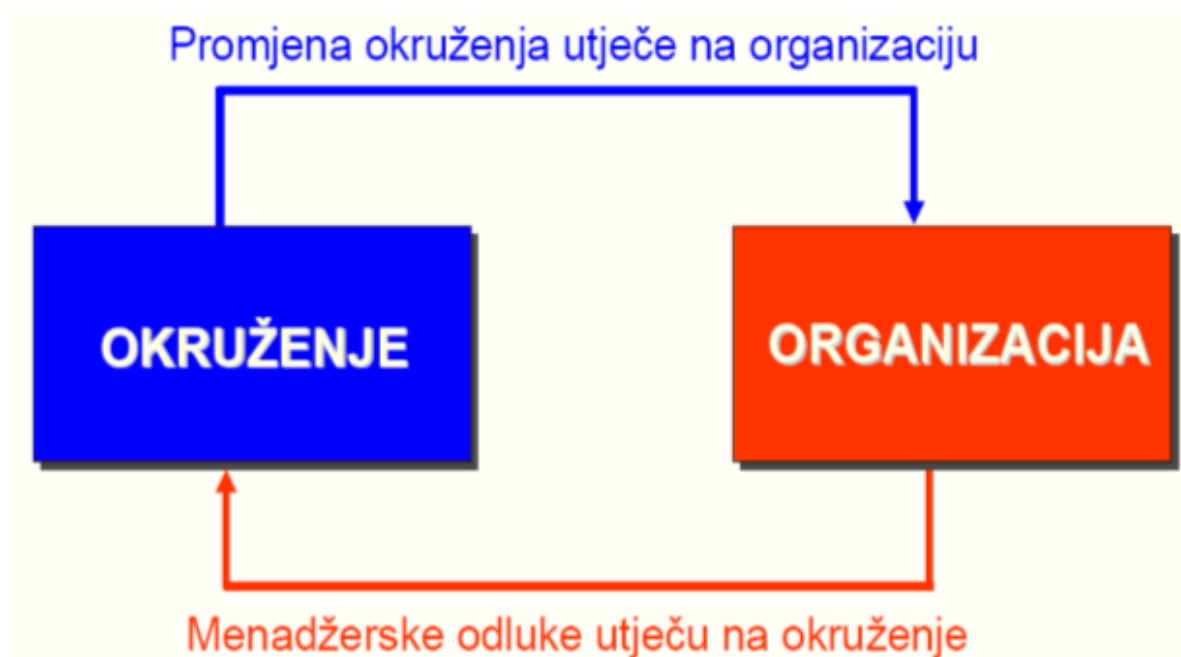 Promjena okruženja utječe na organizaciju
OKRUŽENJE
ORGANIZACIJA
Menadžerske odluke utječu na okruženje